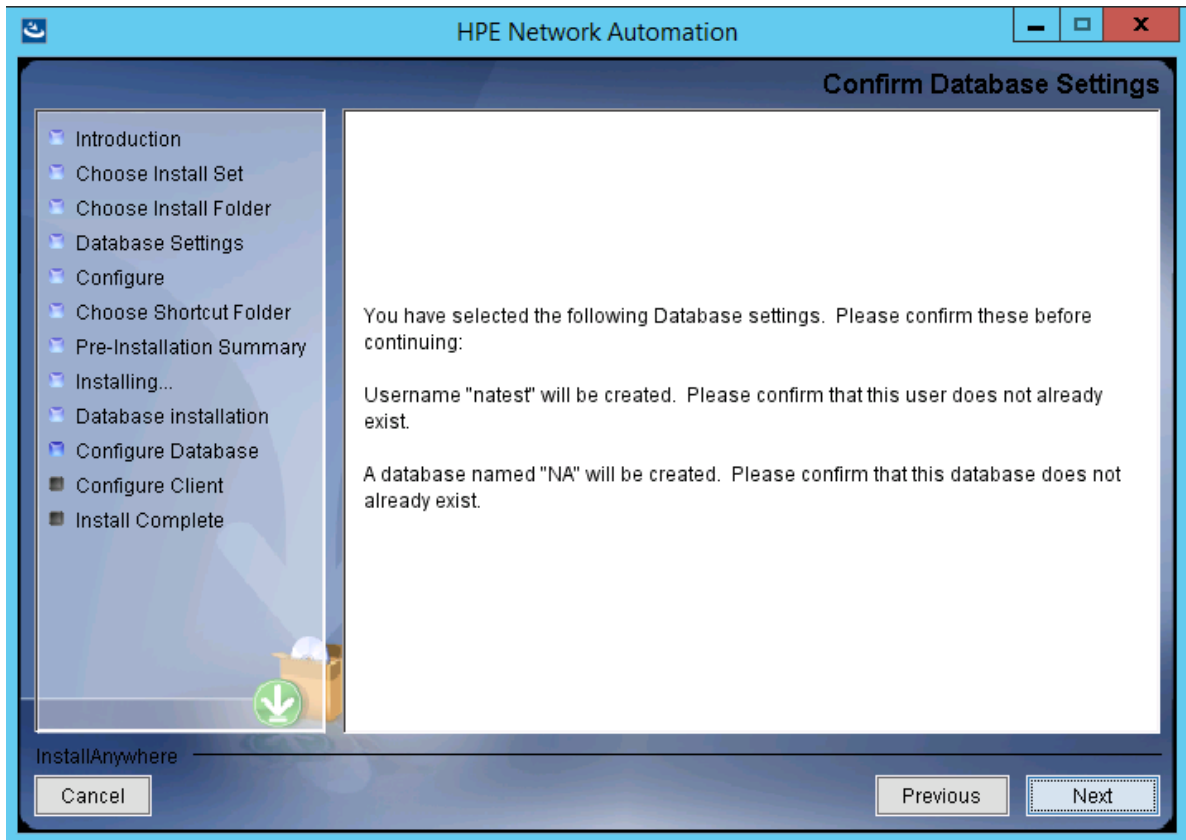 HPE Network Automation
Confirm Database Settings
Introduction
Choose Install Set
Choose Install Folder
Database Settings
Configure
Choose Shortcut Folder
Pre-Installation Summary
Installing...
Database installation
Configure Database
Configure Client
Install Complete
You have selected the following Database settings.  Please confirm these before
continuing:
Username "natest" will be created.  Please confirm that this user does not already
exist.
A database named "NA" will be created.  Please confirm that this database does not
already exist.
InstallAnywhere
Cancel
Previous
Next